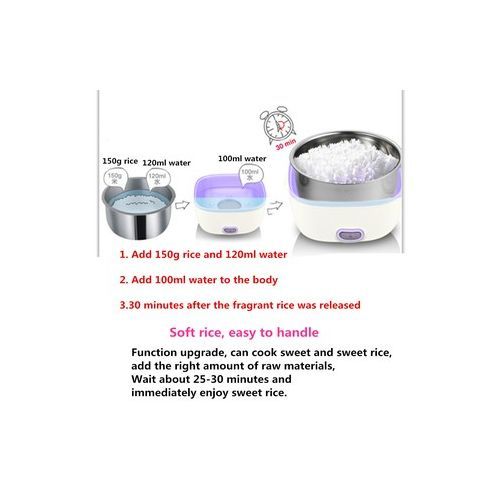 30 min
150g rice
120ml water
100ml water
150g
米
120ml
水
100ml
水
1. Add 150g rice and 120ml water
2. Add 100ml water to the body
3.30 minutes after the fragrant rice was released
Soft rice, easy to handle
Function upgrade, can cook sweet and sweet rice,
add the right amount of raw materials,
Wait about 25-30 minutes and
immediately enjoy sweet rice.